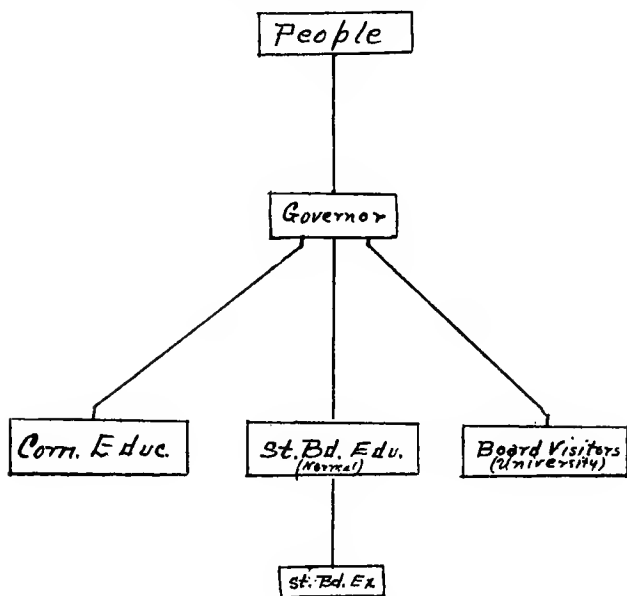 People
Governor
Com. Educ.
St. Bd. Edu.
(Normal)
Board Visitors
(University)
St. Bd. Ex